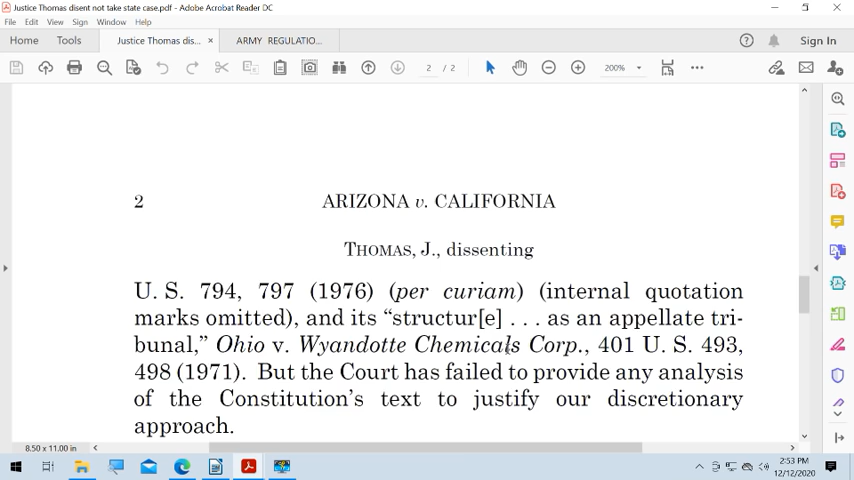 Justice Thomas disent not take state case.pdf - Adobe Acrobat Reader DC
File Edit View Sign Window Help
Home Tools Justice Thomas dis... × ARMY REGULATIO... Sign In
2 / 2 200%
2 ARIZONA v. CALIFORNIA
THOMAS, J., dissenting
U. S. 794, 797 (1976) (per curiam) (internal quotation
marks omitted), and its “structur[e] . . . as an appellate tri-
bunal,” Ohio v. Wyandotte Chemicals Corp., 401 U. S. 493,
498 (1971). But the Court has failed to provide any analysis
of the Constitution’s text to justify our discretionary
approach.
8.50 x 11.00 in
2:53 PM
12/12/2020